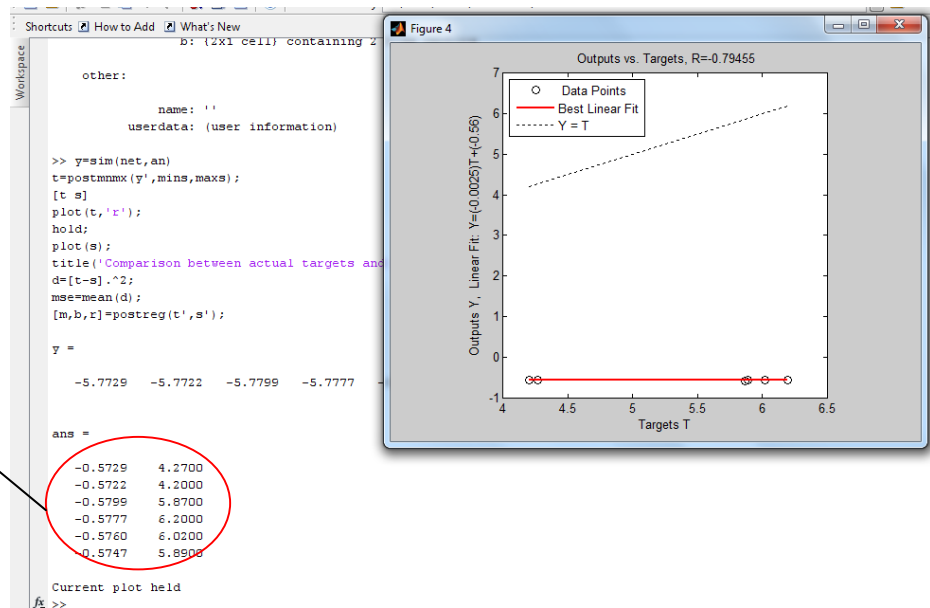 Shortcuts How to Add What's New
Workspace
b: {2x1 cell} containing 2
other:
name: ''
userdata: (user information)
>> y=sim(net,an)
t=postmnmx(y',mins,maxs);
[t s]
plot(t,'r');
hold;
plot(s);
title('Comparison between actual targets and
d=[t-s].^2;
mse=mean(d);
[m,b,r]=postreg(t',s');
y =
-5.7729 -5.7722 -5.7799 -5.7777
ans =
-0.5729 4.2700
-0.5722 4.2000
-0.5799 5.8700
-0.5777 6.2000
-0.5760 6.0200
-0.5747 5.8900
Current plot held
fx >>
Figure 4
Outputs vs. Targets, R=-0.79455
Data Points
Best Linear Fit
Y = T
Outputs Y, Linear Fit: Y=(-0.0025)T+(-0.56)
7
6
5
4
3
2
1
0
-1
4 4.5 5 5.5 6 6.5
Targets T